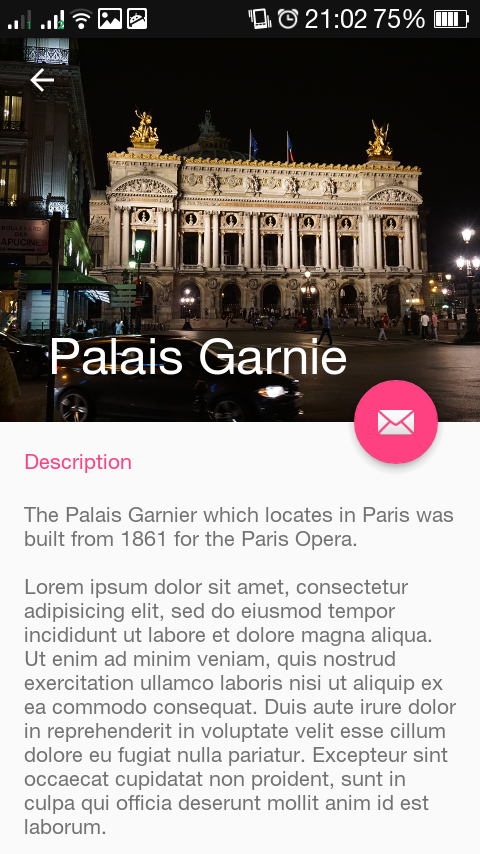 21:02 75%
BOULEVARD
DES
CAPUCINES
Palais Garnie
Description
The Palais Garnier which locates in Paris was
built from 1861 for the Paris Opera.
Lorem ipsum dolor sit amet, consectetur
adipisicing elit, sed do eiusmod tempor
incididunt ut labore et dolore magna aliqua.
Ut enim ad minim veniam, quis nostrud
exercitation ullamco laboris nisi ut aliquip ex
ea commodo consequat. Duis aute irure dolor
in reprehenderit in voluptate velit esse cillum
dolore eu fugiat nulla pariatur. Excepteur sint
occaecat cupidatat non proident, sunt in
culpa qui officia deserunt mollit anim id est
laborum.